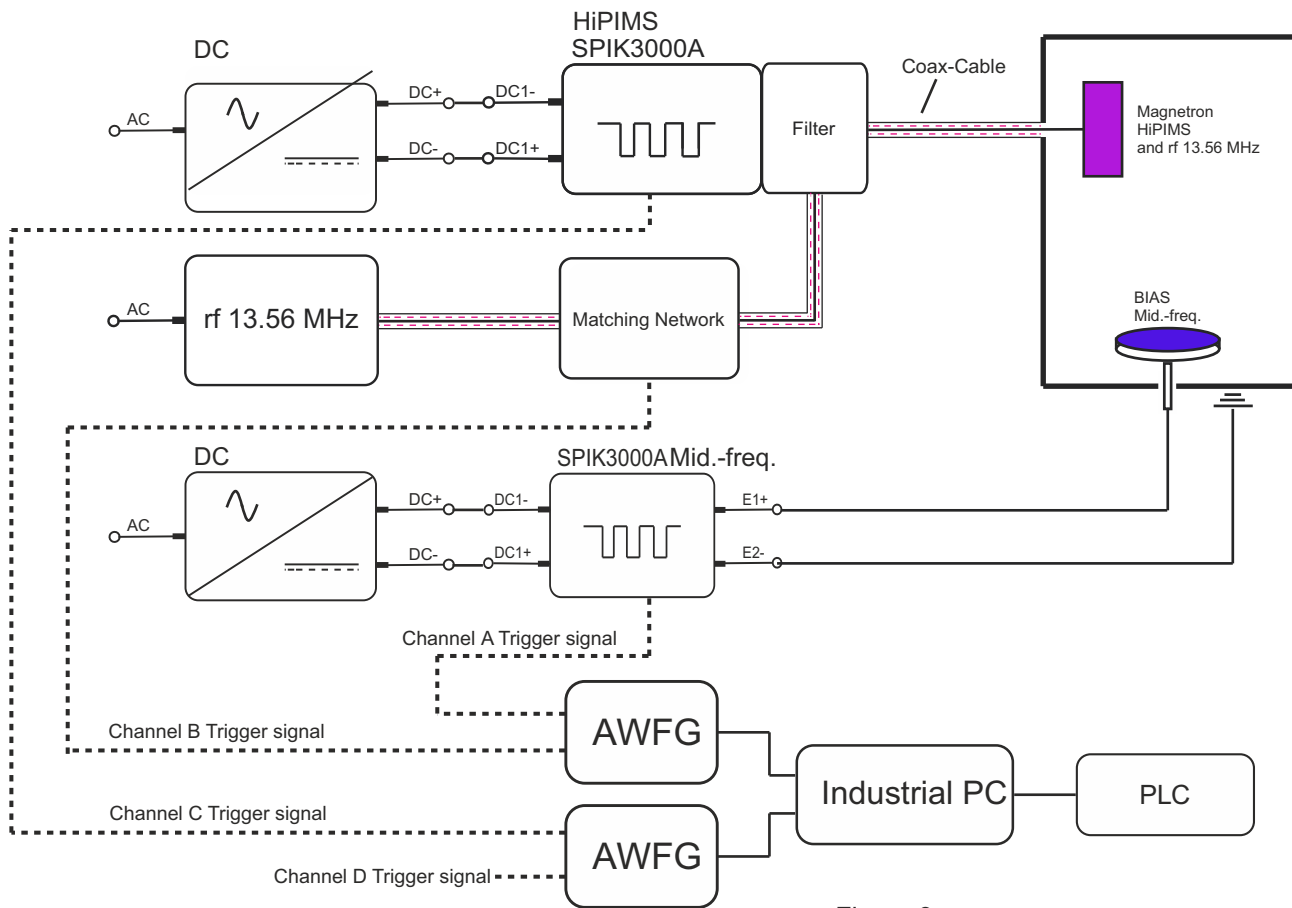 HiPIMS
SPIK3000A
DC
Coax-Cable
DC+
DC1-
AC
Filter
Magnetron
HiPIMS
and rf 13.56 MHz
DC-
DC1+
AC
rf 13.56 MHz
Matching Network
BIAS
Mid.-freq.
DC
SPIK3000A Mid.-freq.
DC+
DC1-
E1+
AC
DC-
DC1+
E2-
Channel A Trigger signal
Channel B Trigger signal
AWFG
Industrial PC
PLC
Channel C Trigger signal
AWFG
Channel D Trigger signal